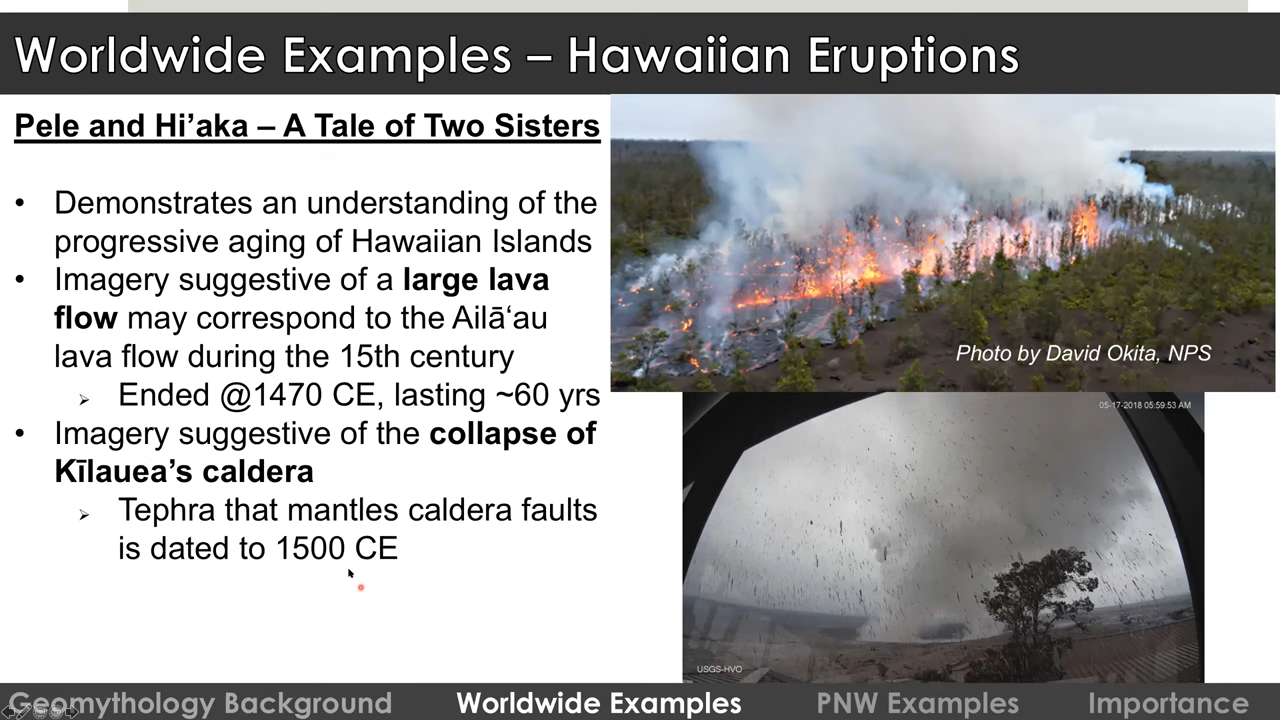 Worldwide Examples – Hawaiian Eruptions
Pele and Hi’aka – A Tale of Two Sisters
• Demonstrates an understanding of the
progressive aging of Hawaiian Islands
• Imagery suggestive of a large lava
flow may correspond to the Ailā‘au
lava flow during the 15th century
➢ Ended @1470 CE, lasting ~60 yrs
• Imagery suggestive of the collapse of
Kīlauea’s caldera
➢ Tephra that mantles caldera faults
is dated to 1500 CE
Photo by David Okita, NPS
05-17-2018 05:59:53 AM
USGS-HVO
Geomythology Background
Worldwide Examples
PNW Examples
Importance